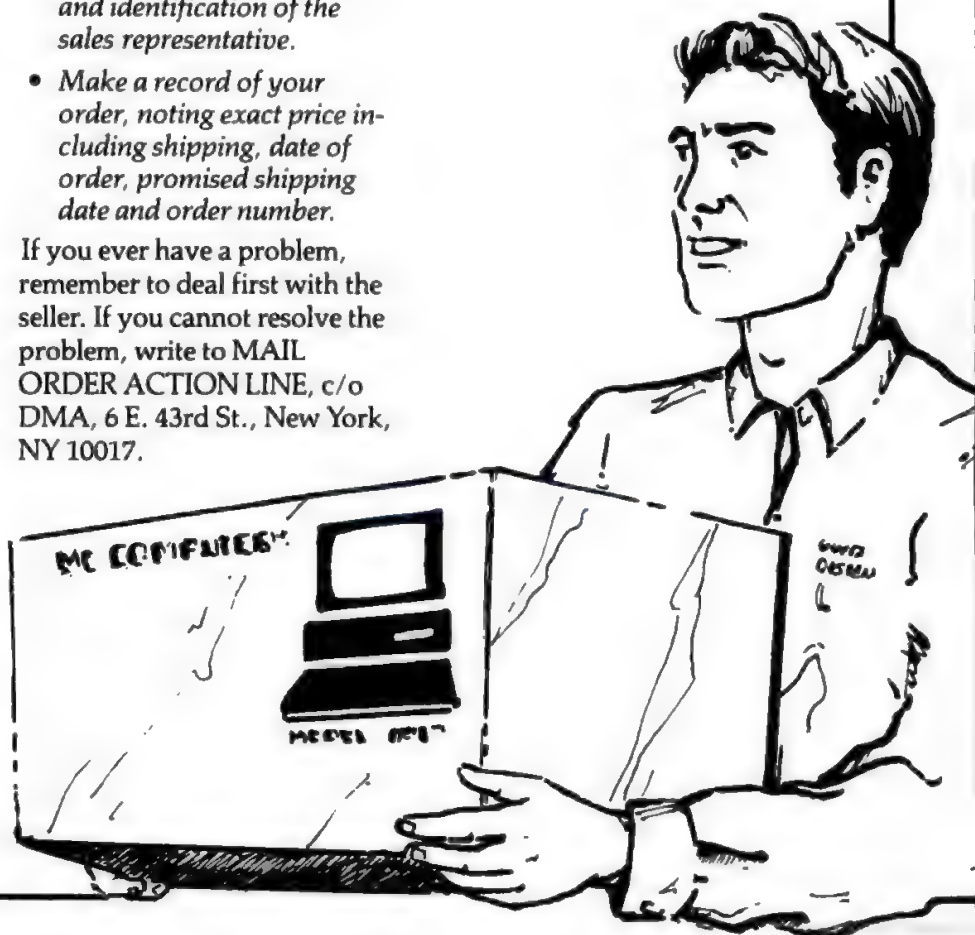 and identification of the
sales representative.
• Make a record of your
order, noting exact price in-
cluding shipping, date of
order, promised shipping
date and order number.
If you ever have a problem,
remember to deal first with the
seller. If you cannot resolve the
problem, write to MAIL
ORDER ACTION LINE, c/o
DMA, 6 E. 43rd St., New York,
NY 10017.